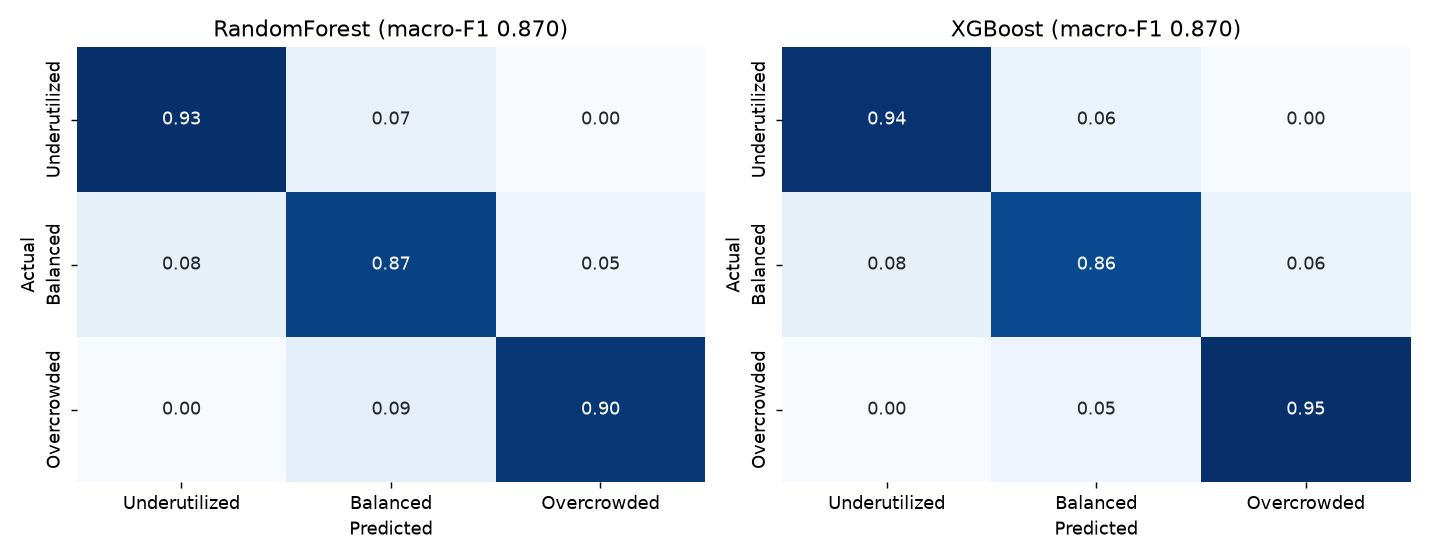 RandomForest (macro-F1 0.870)
Actual
Underutilized
0.93 0.07 0.00
Balanced
0.08 0.87 0.05
Overcrowded
0.00 0.09 0.90
Underutilized Balanced Overcrowded
Predicted
XGBoost (macro-F1 0.870)
Actual
Underutilized
0.94 0.06 0.00
Balanced
0.08 0.86 0.06
Overcrowded
0.00 0.05 0.95
Underutilized Balanced Overcrowded
Predicted